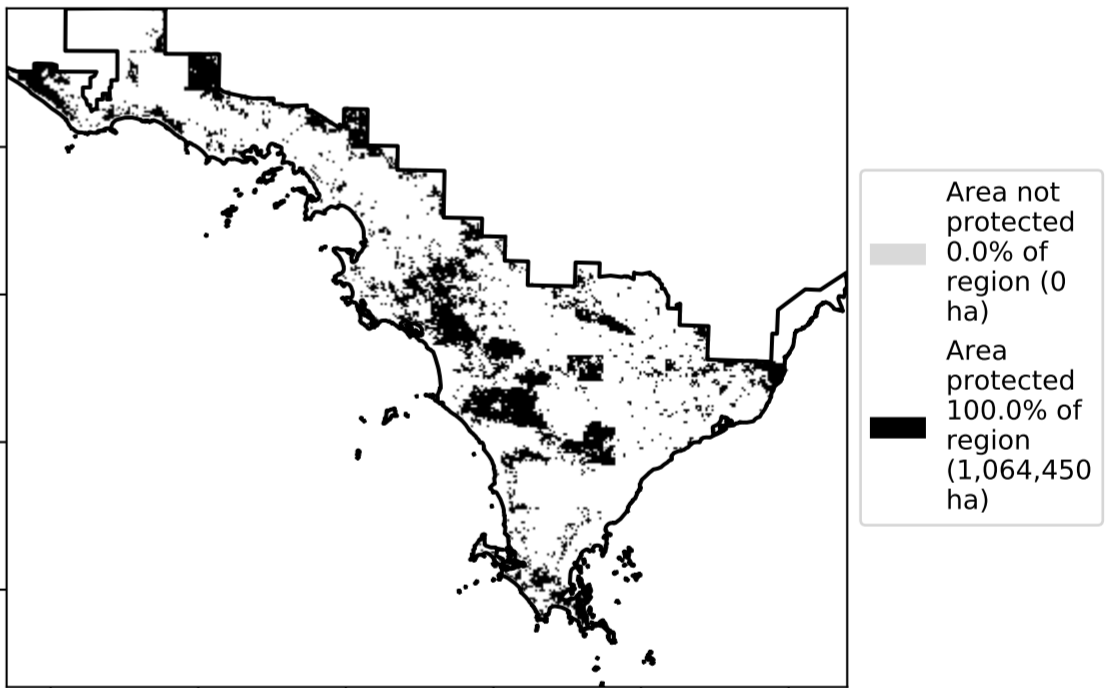 Area not
protected
0.0% of
region (0
ha)
Area
protected
100.0% of
region
(1,064,450
ha)